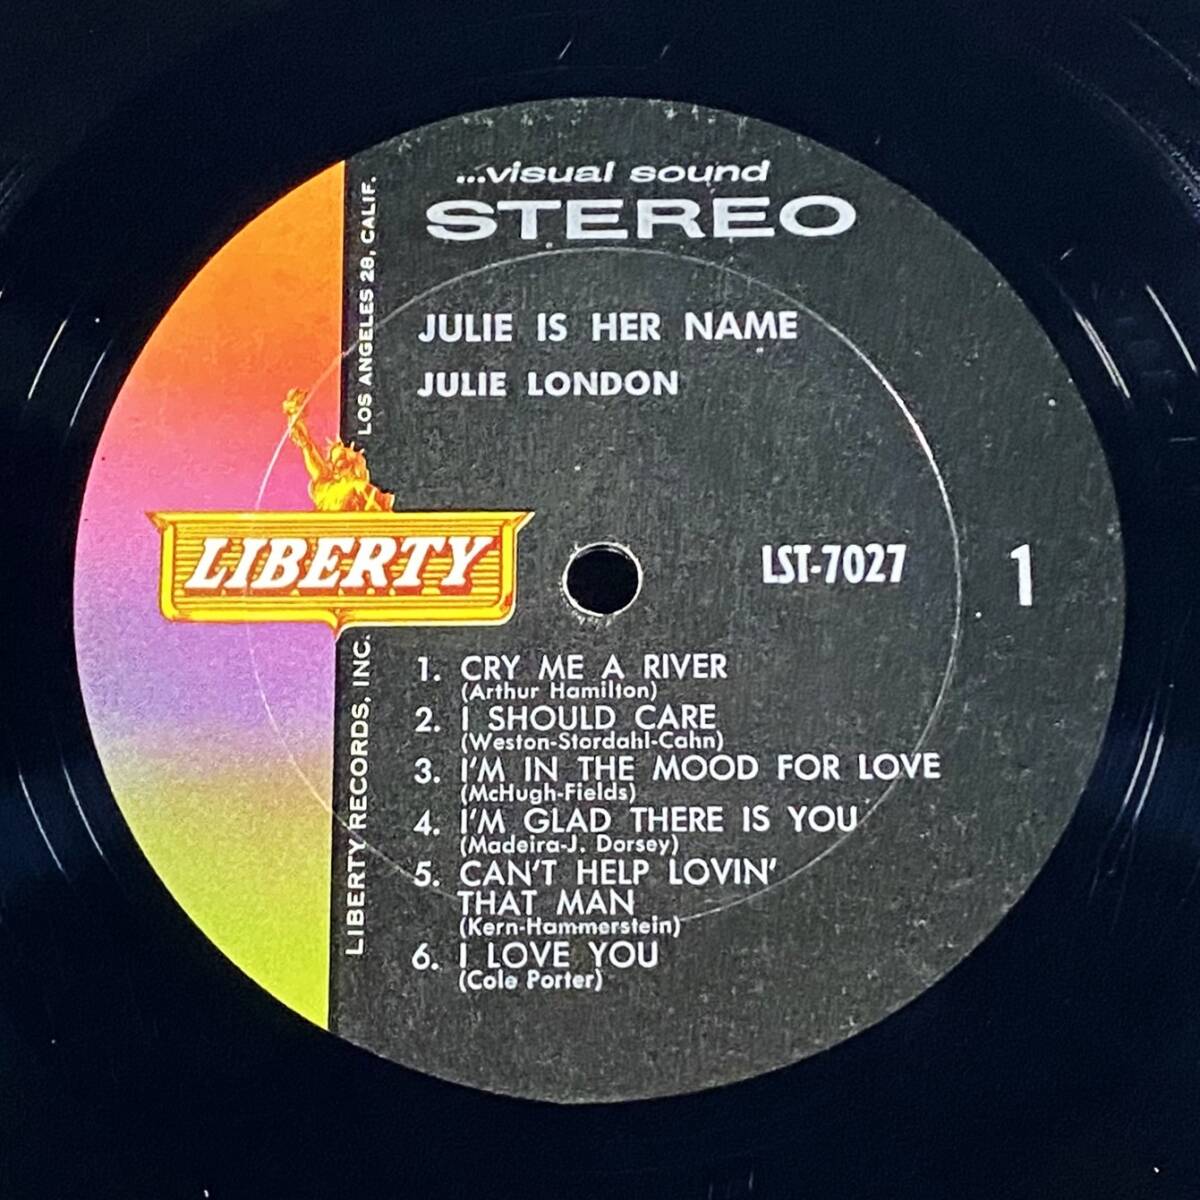 ...visual sound
STEREO
JULIE IS HER NAME
JULIE LONDON
LIBERTY
LIBERTY RECORDS, INC.
LOS ANGELES 28, CALIF.
LST-7027
1
1. CRY ME A RIVER
(Arthur Hamilton)
2. I SHOULD CARE
(Weston-Stordahl-Cahn)
3. I'M IN THE MOOD FOR LOVE
(McHugh-Fields)
4. I'M GLAD THERE IS YOU
(Madeira-J. Dorsey)
5. CAN'T HELP LOVIN'
THAT MAN
(Kern-Hammerstein)
6. I LOVE YOU
(Cole Porter)